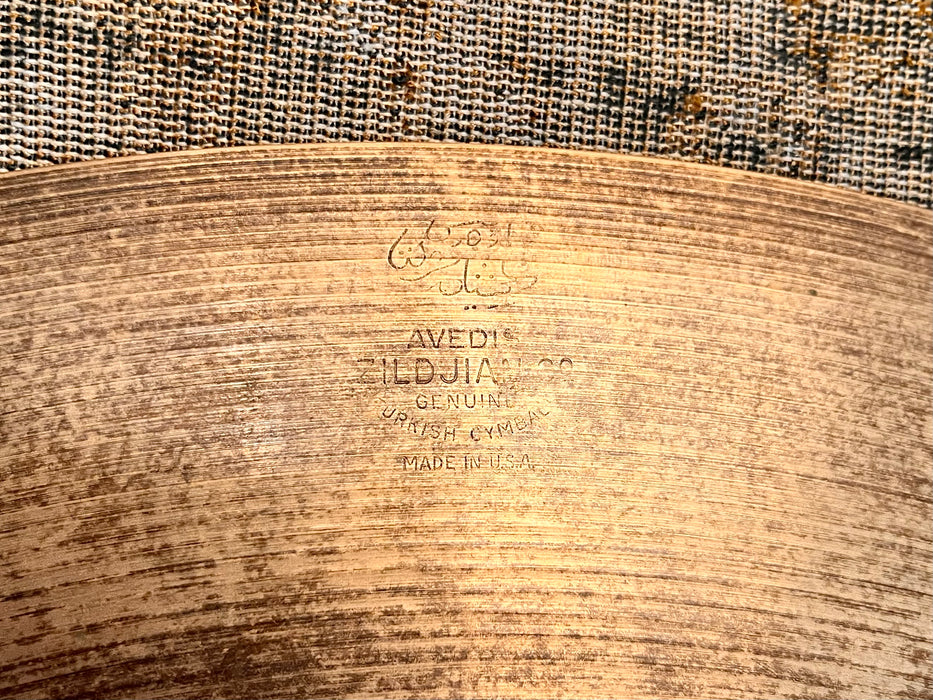 AVEDIS
ZILDJIAN CO
GENUINE
TURKISH CYMBALS
MADE IN U.S.A.